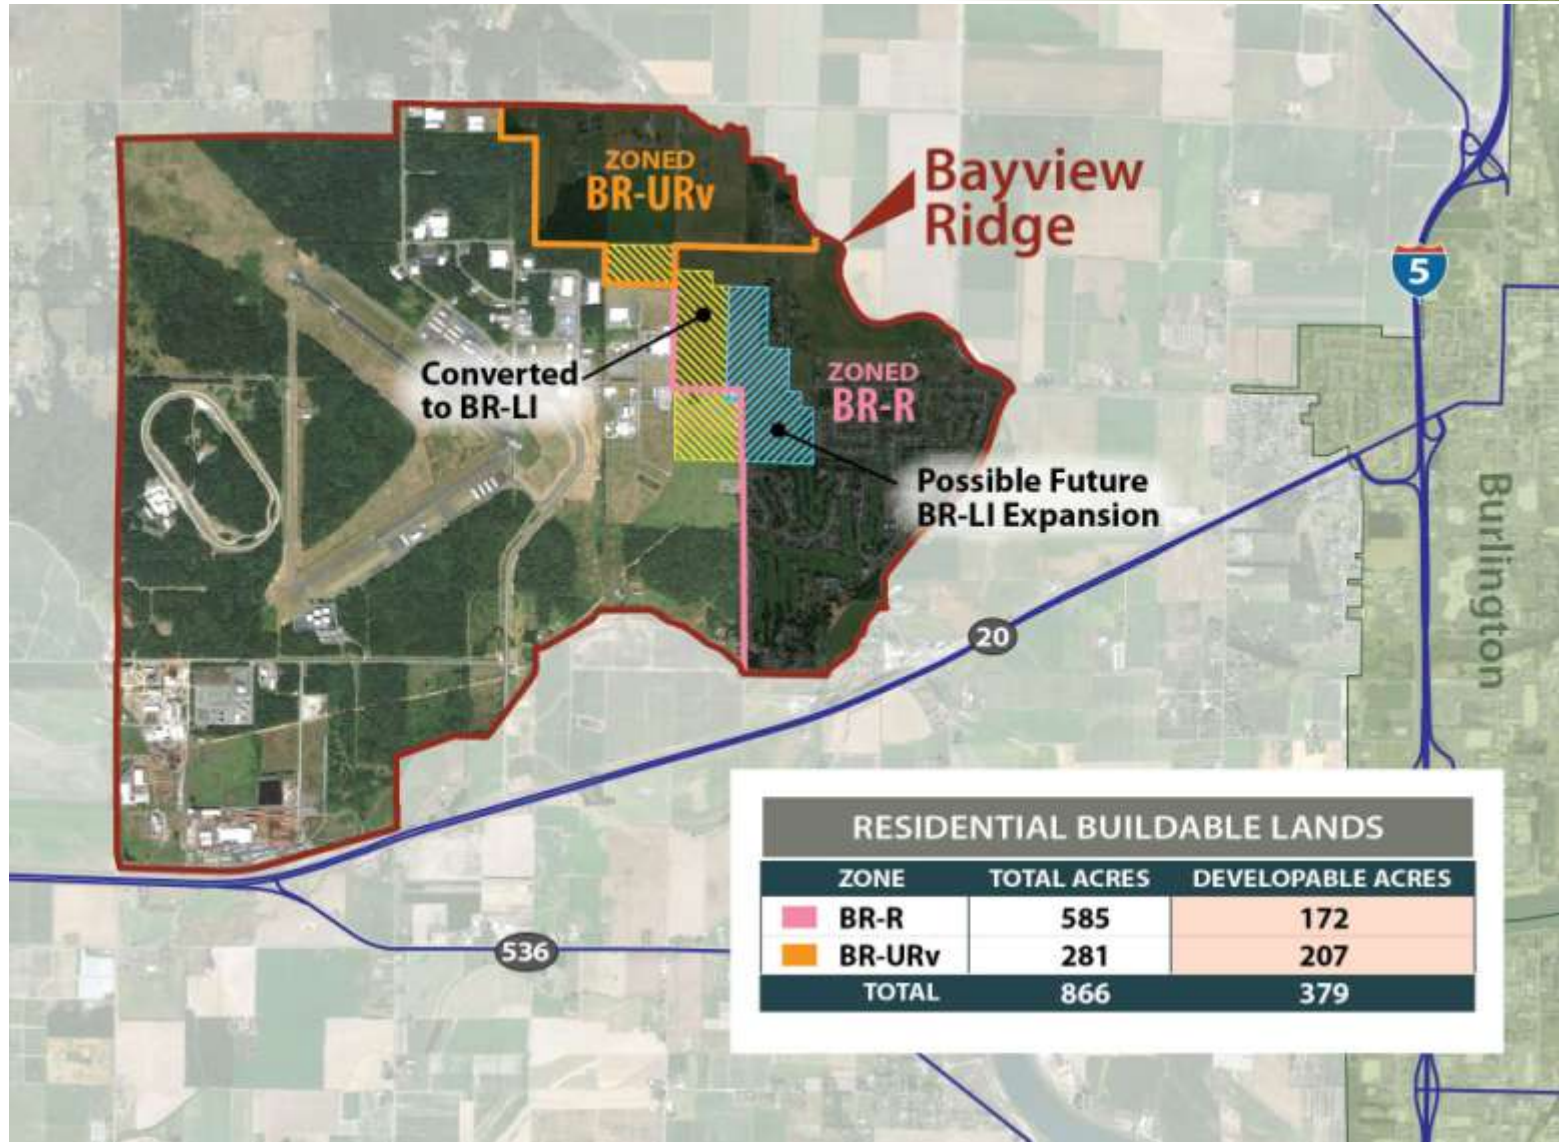 ZONED
BR-URv
Bayview
Ridge
5
Converted
to BR-LI
ZONED
BR-R
Possible Future
BR-LI Expansion
Burlington
20
536
RESIDENTIAL BUILDABLE LANDS
ZONE TOTAL ACRES DEVELOPABLE ACRES
BR-R 585 172
BR-URv 281 207
TOTAL 866 379